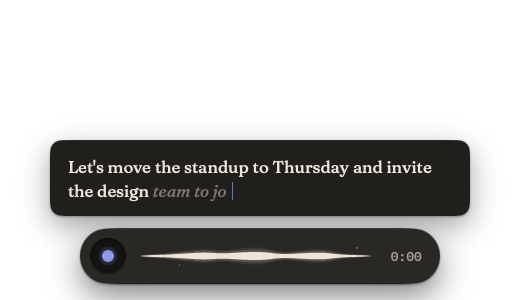 Let's move the standup to Thursday and invite
the design team to jo
0:00